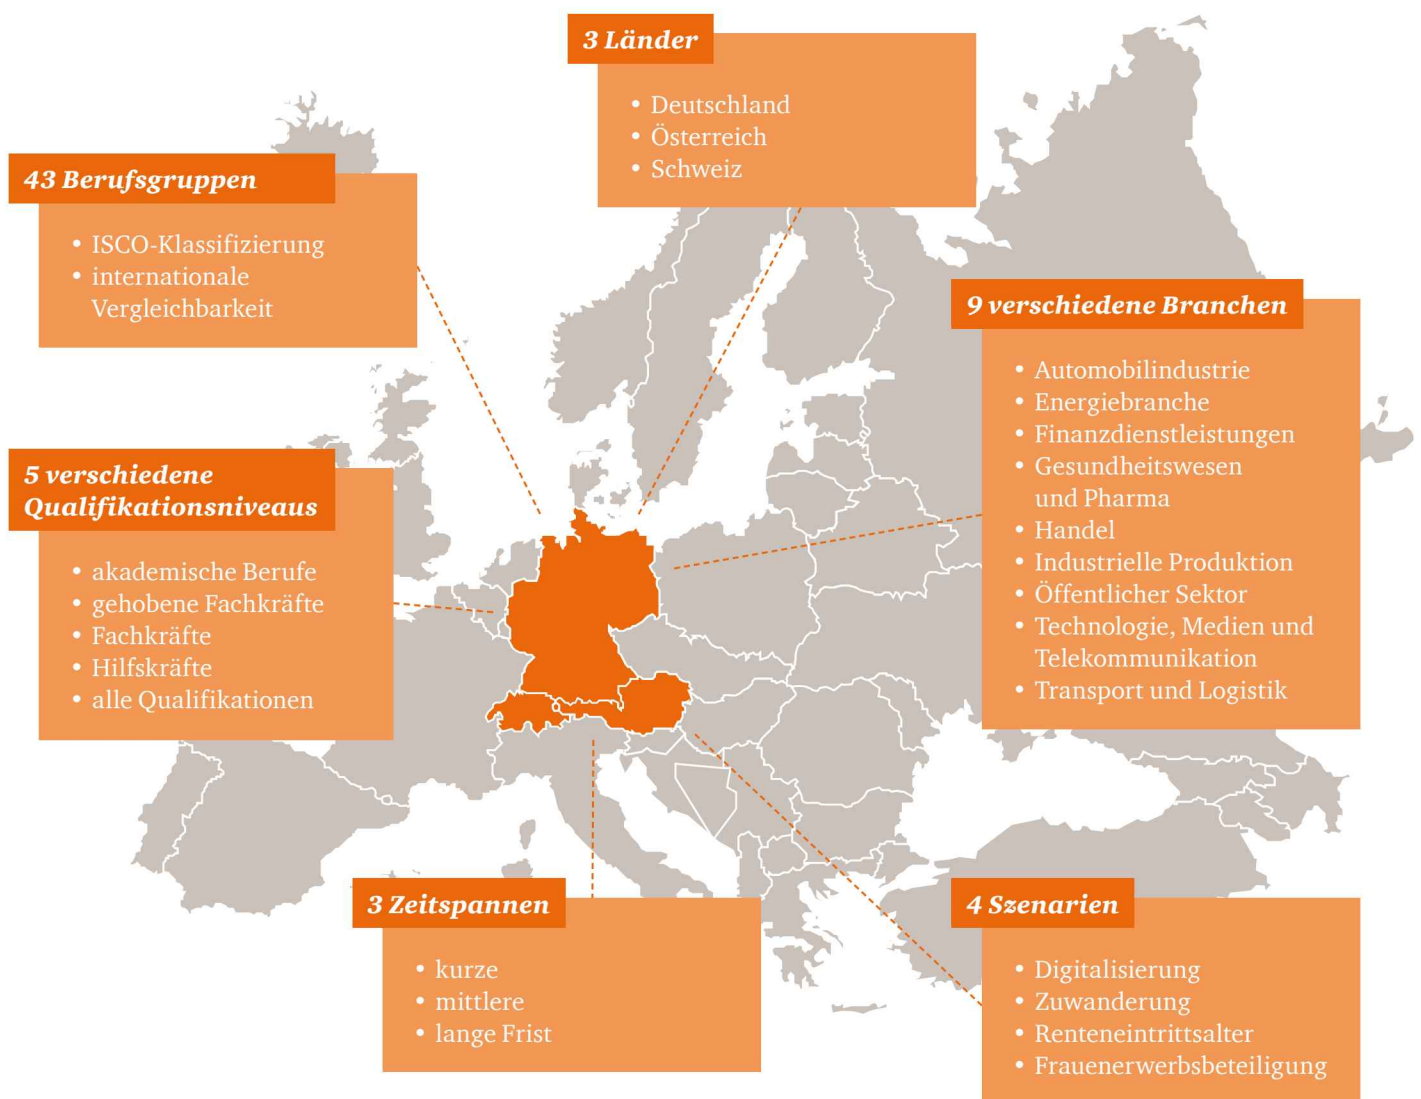 3 Länder
• Deutschland
• Österreich
• Schweiz
43 Berufsgruppen
• ISCO-Klassifizierung
• internationale
Vergleichbarkeit
9 verschiedene Branchen
• Automobilindustrie
• Energiebranche
• Finanzdienstleistungen
• Gesundheitswesen
und Pharma
• Handel
• Industrielle Produktion
• Öffentlicher Sektor
• Technologie, Medien und
Telekommunikation
• Transport und Logistik
5 verschiedene
Qualifikationsniveaus
• akademische Berufe
• gehobene Fachkräfte
• Fachkräfte
• Hilfskräfte
• alle Qualifikationen
3 Zeitspannen
• kurze
• mittlere
• lange Frist
4 Szenarien
• Digitalisierung
• Zuwanderung
• Renteneintrittsalter
• Frauenerwerbsbeteiligung